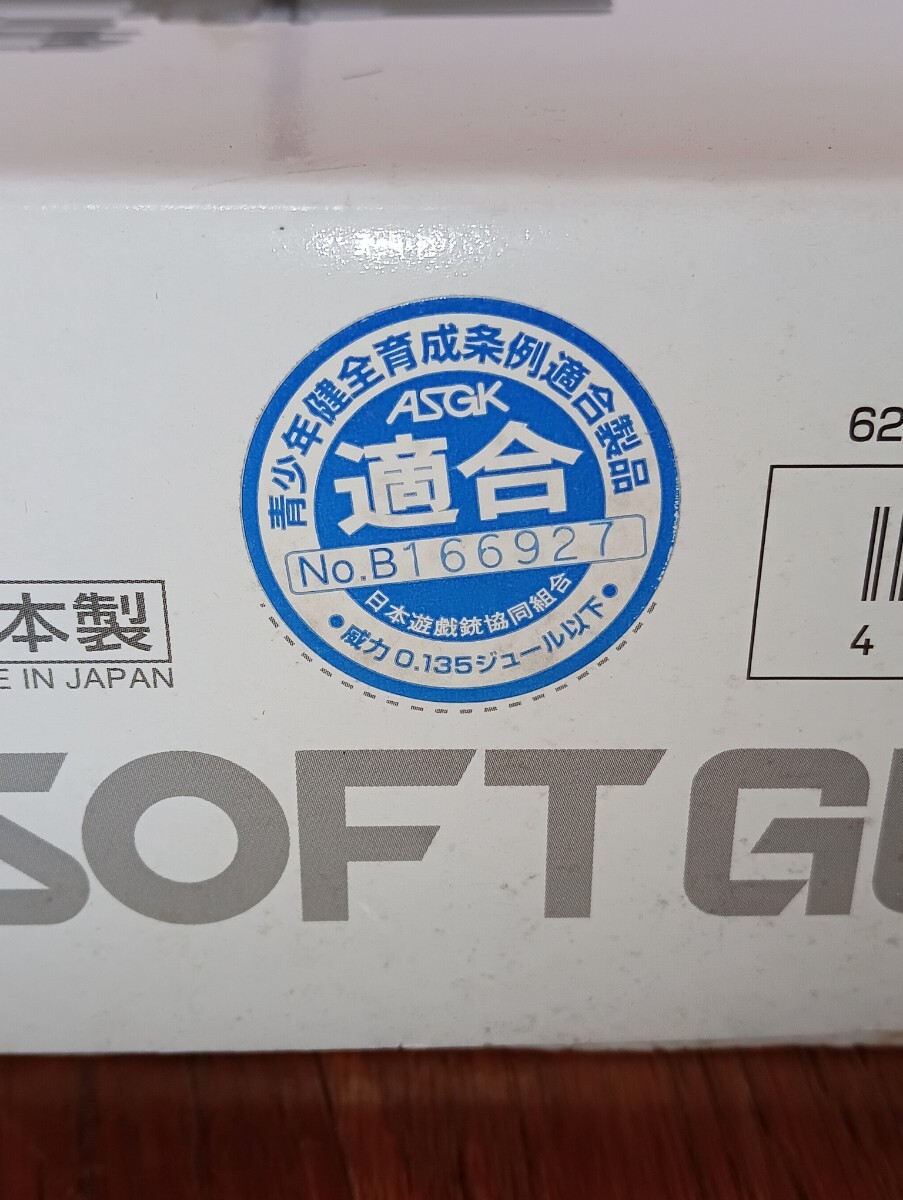 青少年健全育成条例適合製品
ASGK
適合
No.B166927
日本遊戯銃協同組合
● 威力 0.135ジュール以下 ●
62
4
本製
E IN JAPAN
SOFT GU